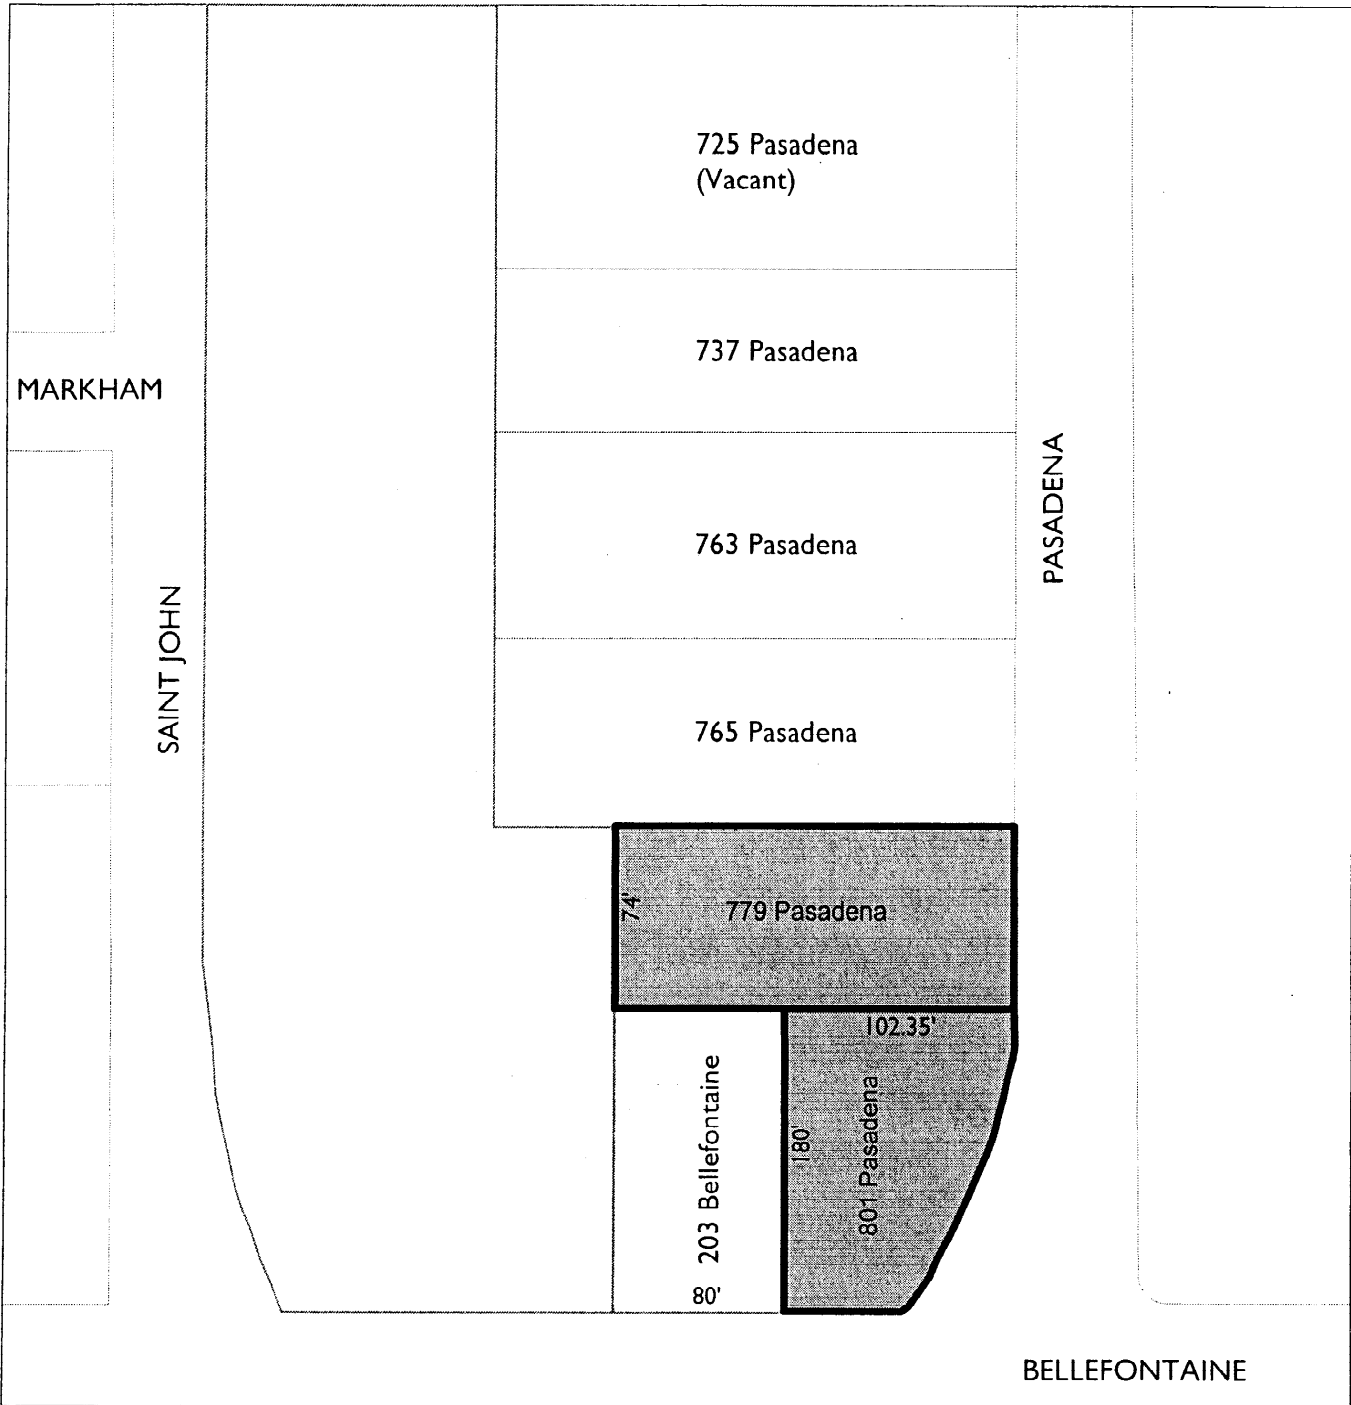 725 Pasadena
(Vacant)
737 Pasadena
MARKHAM
PASADENA
763 Pasadena
SAINT JOHN
765 Pasadena
74'
779 Pasadena
102.35'
203 Bellefontaine
180'
801 Pasadena
80'
BELLEFONTAINE